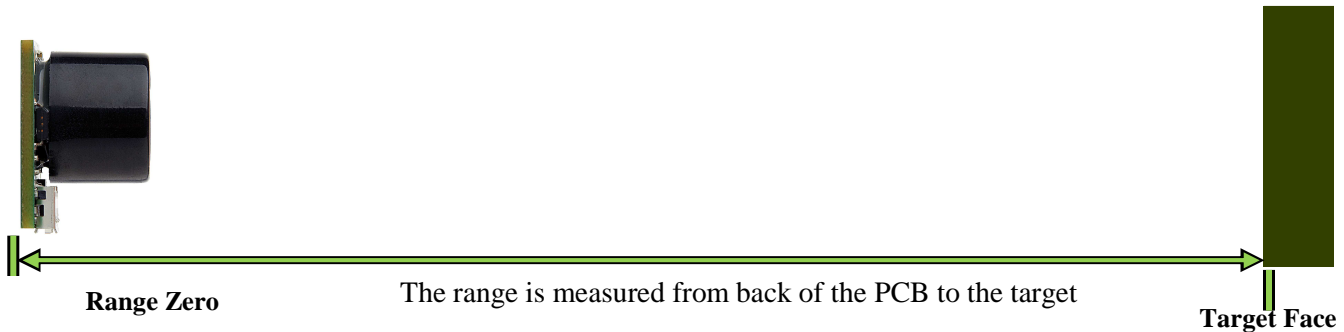 Range Zero
The range is measured from back of the PCB to the target
Target Face